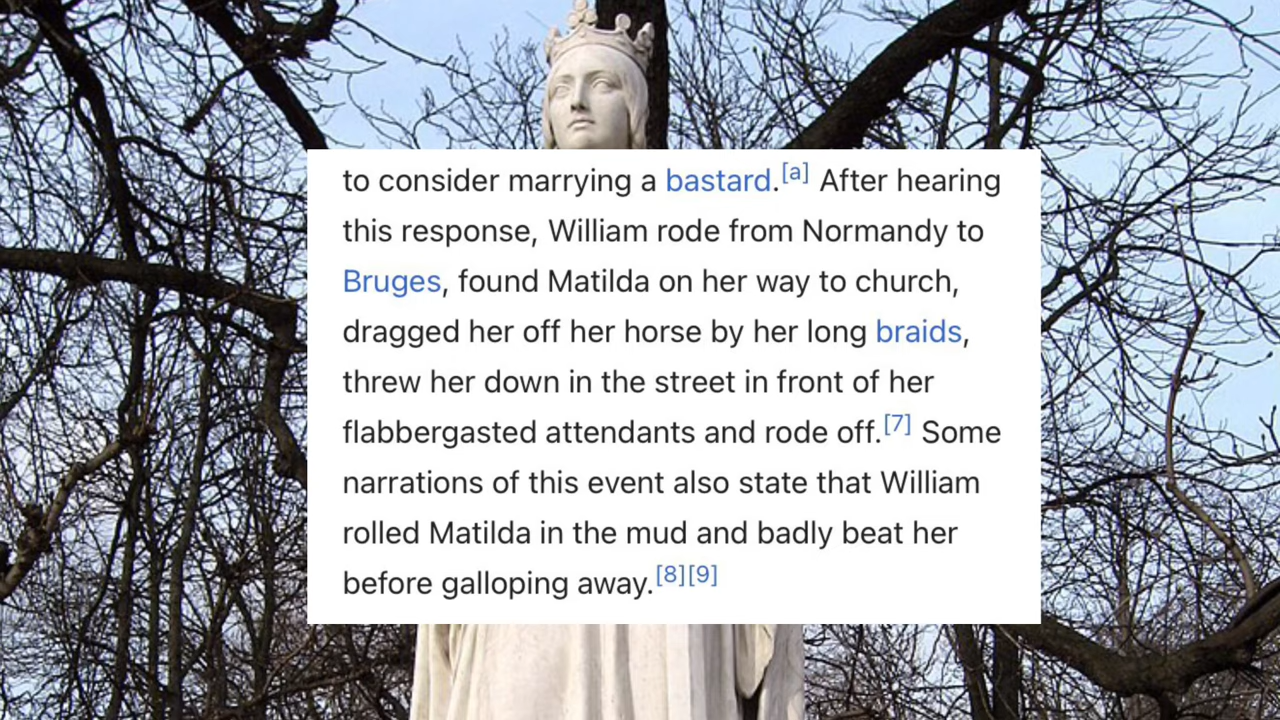 to consider marrying a bastard.[a] After hearing
this response, William rode from Normandy to
Bruges, found Matilda on her way to church,
dragged her off her horse by her long braids,
threw her down in the street in front of her
flabbergasted attendants and rode off.[7] Some
narrations of this event also state that William
rolled Matilda in the mud and badly beat her
before galloping away.[8][9]